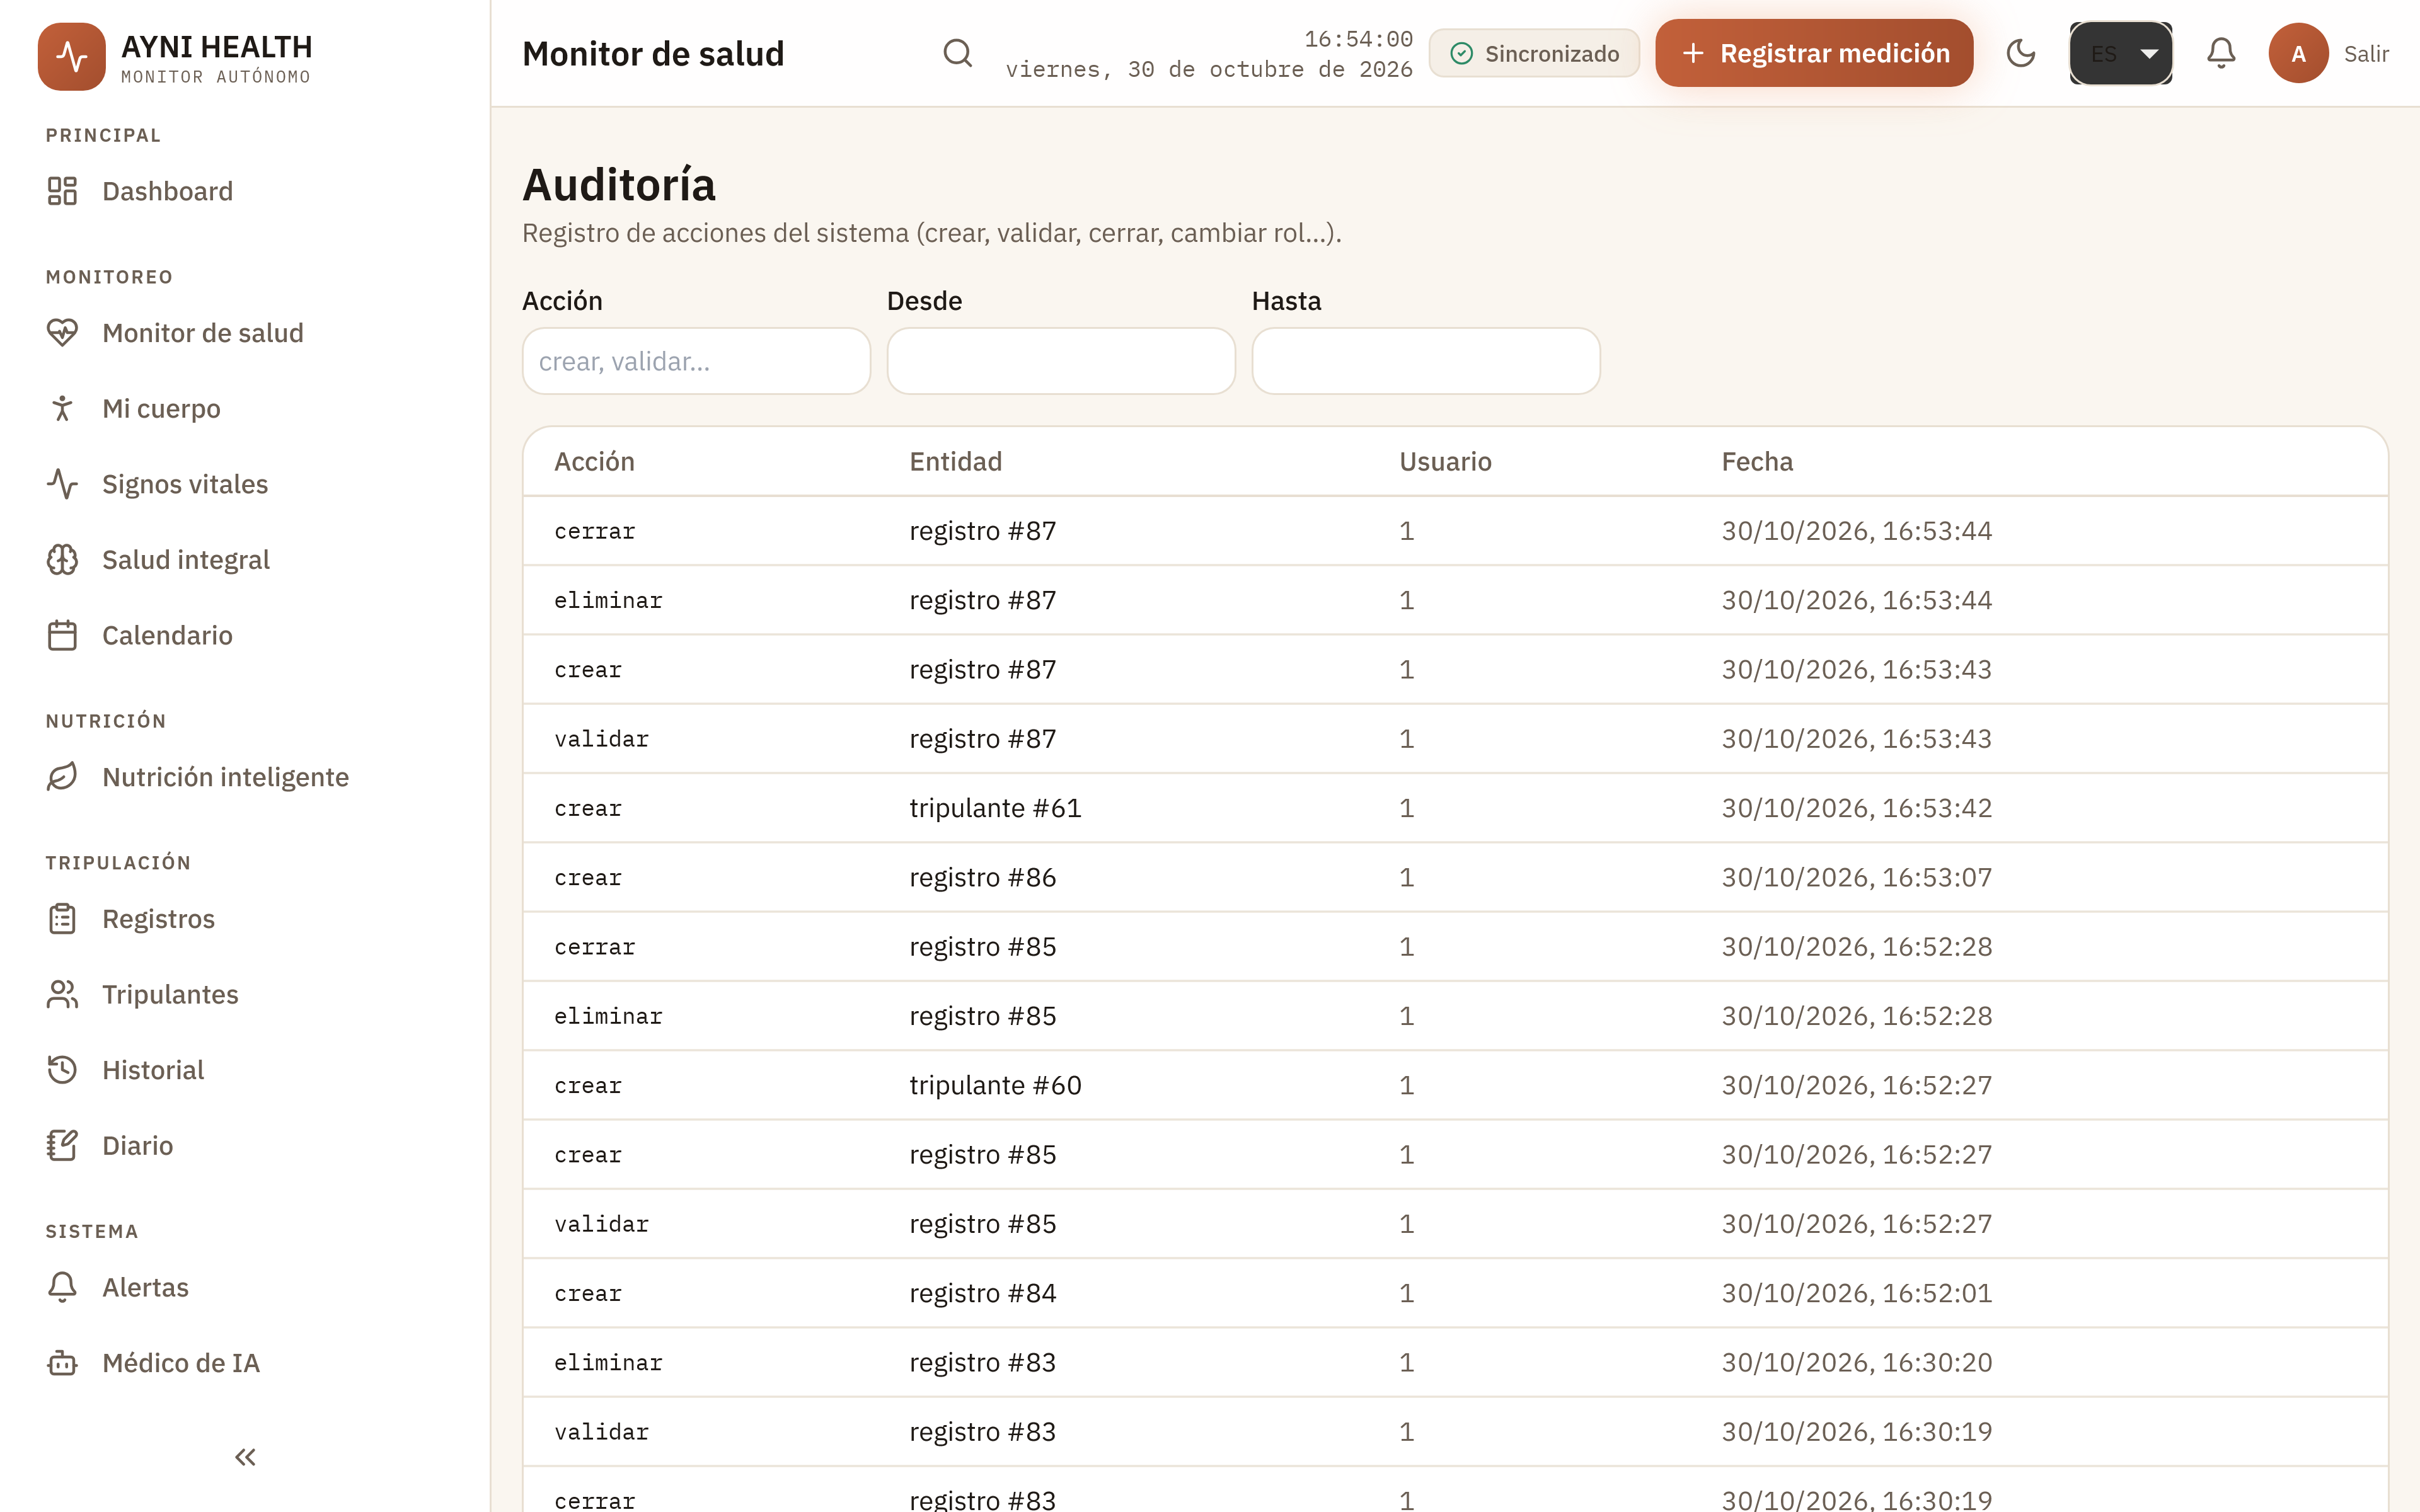 AYNI HEALTH
MONITOR AUTÓNOMO
PRINCIPAL
Dashboard
MONITOREO
Monitor de salud
Mi cuerpo
Signos vitales
Salud integral
Calendario
NUTRICIÓN
Nutrición inteligente
TRIPULACIÓN
Registros
Tripulantes
Historial
Diario
SISTEMA
Alertas
Médico de IA
Monitor de salud
16:54:00
viernes, 30 de octubre de 2026
Sincronizado
Registrar medición
ES
A
Salir
Auditoría
Registro de acciones del sistema (crear, validar, cerrar, cambiar rol...).
Acción Desde Hasta
crear, validar...
Acción Entidad Usuario Fecha
cerrar registro #87 1 30/10/2026, 16:53:44
eliminar registro #87 1 30/10/2026, 16:53:44
crear registro #87 1 30/10/2026, 16:53:43
validar registro #87 1 30/10/2026, 16:53:43
crear tripulante #61 1 30/10/2026, 16:53:42
crear registro #86 1 30/10/2026, 16:53:07
cerrar registro #85 1 30/10/2026, 16:52:28
eliminar registro #85 1 30/10/2026, 16:52:28
crear tripulante #60 1 30/10/2026, 16:52:27
crear registro #85 1 30/10/2026, 16:52:27
validar registro #85 1 30/10/2026, 16:52:27
crear registro #84 1 30/10/2026, 16:52:01
eliminar registro #83 1 30/10/2026, 16:30:20
validar registro #83 1 30/10/2026, 16:30:19
cerrar registro #83 1 30/10/2026, 16:30:19